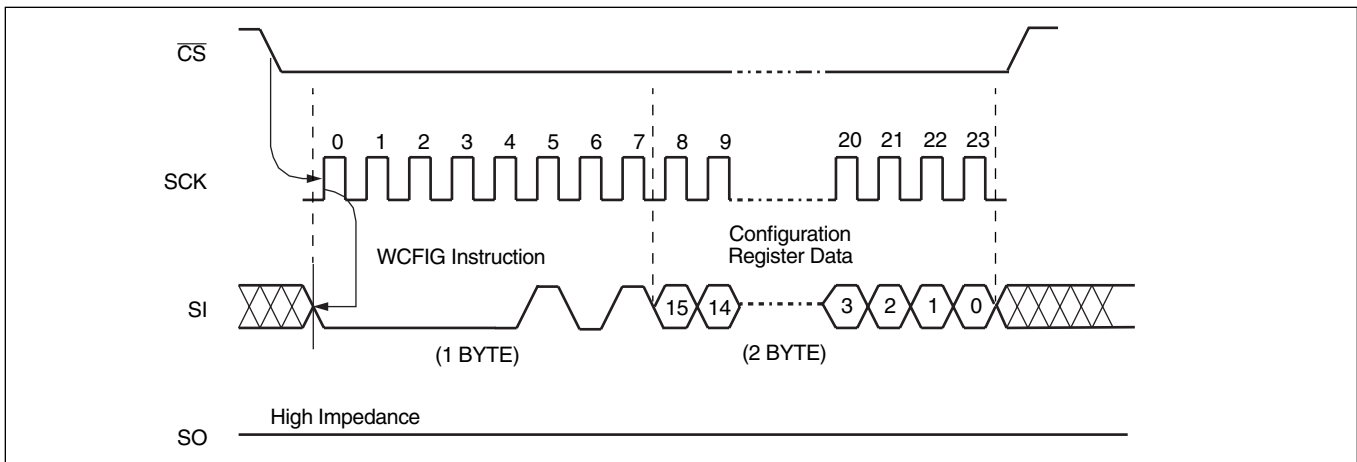 CS
0 1 2 3 4 5 6 7 8 9 20 21 22 23
SCK
WCFIG Instruction
Configuration
Register Data
SI
15 14 3 2 1 0
(1 BYTE) (2 BYTE)
High Impedance
SO